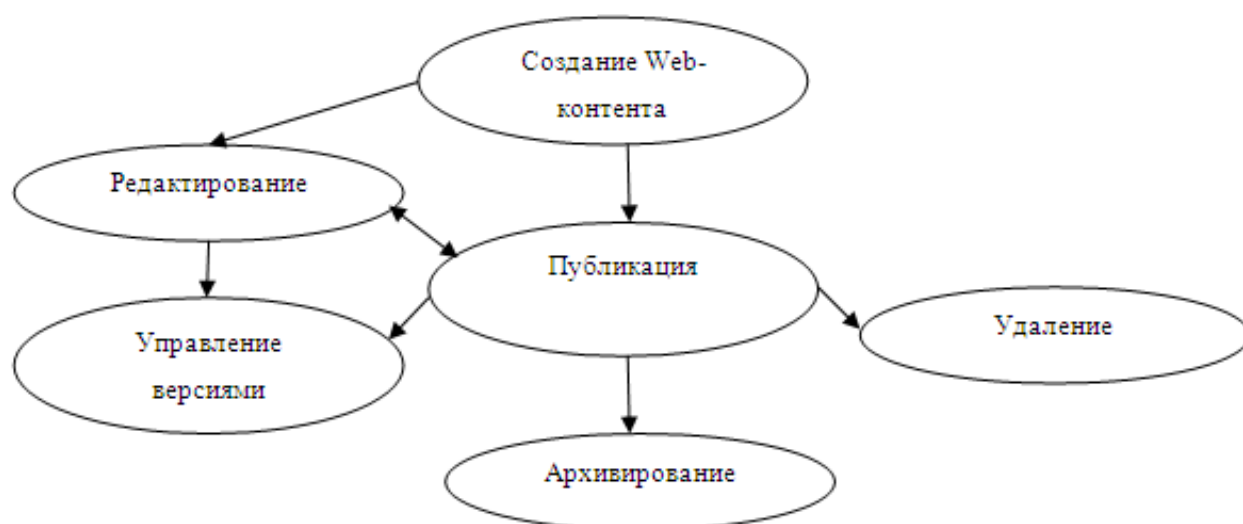 Создание Web-
контента
Редактирование
Публикация
Удаление
Управление
версиями
Архивирование